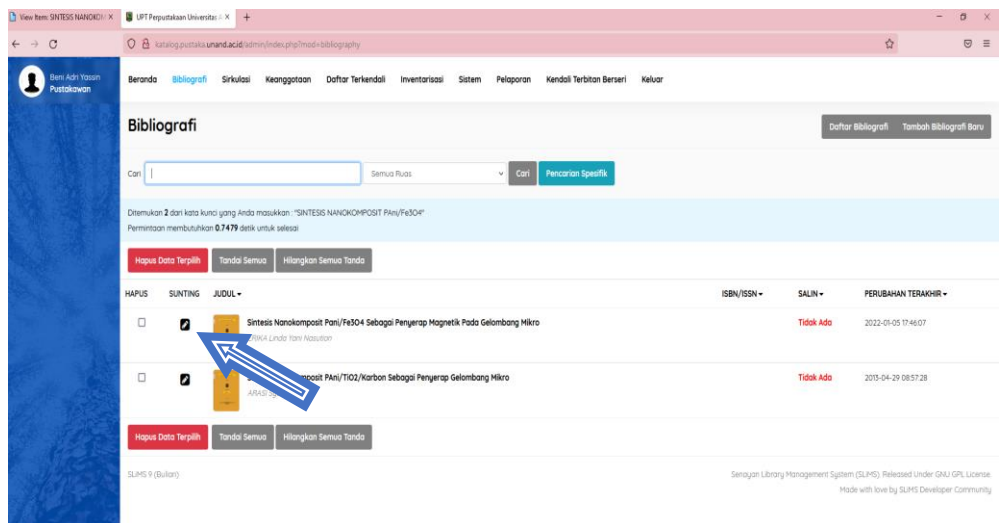 View Item: SINTESIS NANOKO
UPT Perpustakaan Universitas
katalog.pustaka.unand.ac.id/admin/index.php?mod=bibliography
Beni Adri Yassin
Pustakawan
Beranda Bibliografi Sirkulasi Keanggotaan Daftar Terkendali Inventarisasi Sistem Pelaporan Kendali Terbitan Berseri Keluar
Bibliografi
Daftar Bibliografi Tambah Bibliografi Baru
Cari Semua Ruas Cari Pencarian Spesifik
Ditemukan 2 dari kata kunci yang Anda masukkan : "SINTESIS NANOKOMPOSIT PAni/Fe3O4"
Permintaan membutuhkan 0.7479 detik untuk selesai
Hapus Data Terpilih Tandai Semua Hilangkan Semua Tanda
HAPUS SUNTING JUDUL ISBN/ISSN SALIN PERUBAHAN TERAKHIR
Sintesis Nanokomposit Pani/Fe3O4 Sebagai Penyerap Magnetik Pada Gelombang Mikro Tidak Ada 2022-01-05 17:46:07
Linda Yani Nasution
PAni/TiO2/Karbon Sebagai Penyerap Gelombang Mikro Tidak Ada 2013-04-29 08:57:28
Hapus Data Terpilih Tandai Semua Hilangkan Semua Tanda
SLiMS 9 (Bulian)
Senayan Library Management System (SLiMS) Released Under GNU GPL License
Made with love by SLiMS Developer Community